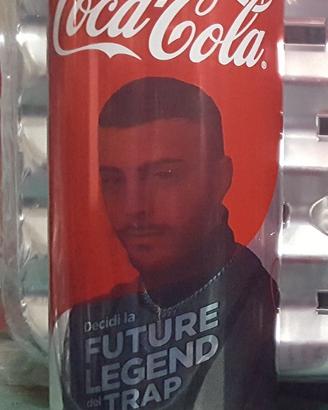 Coca-Cola®
Decidi la
FUTURE
LEGEND
del TRAP